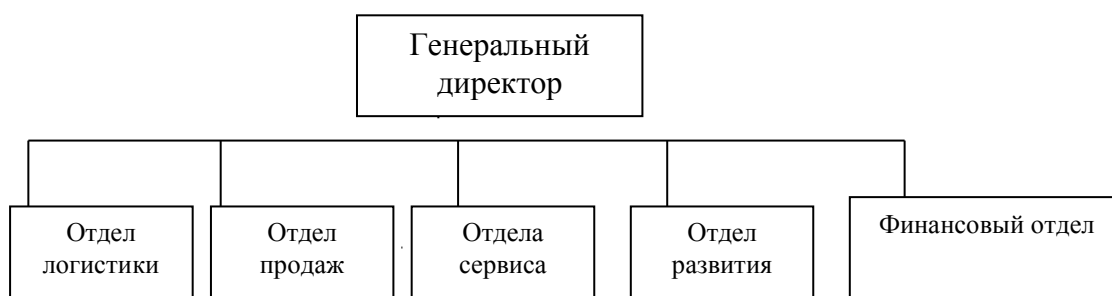 Генеральный
директор
Отдел
логистики
Отдел
продаж
Отдела
сервиса
Отдел
развития
Финансовый отдел